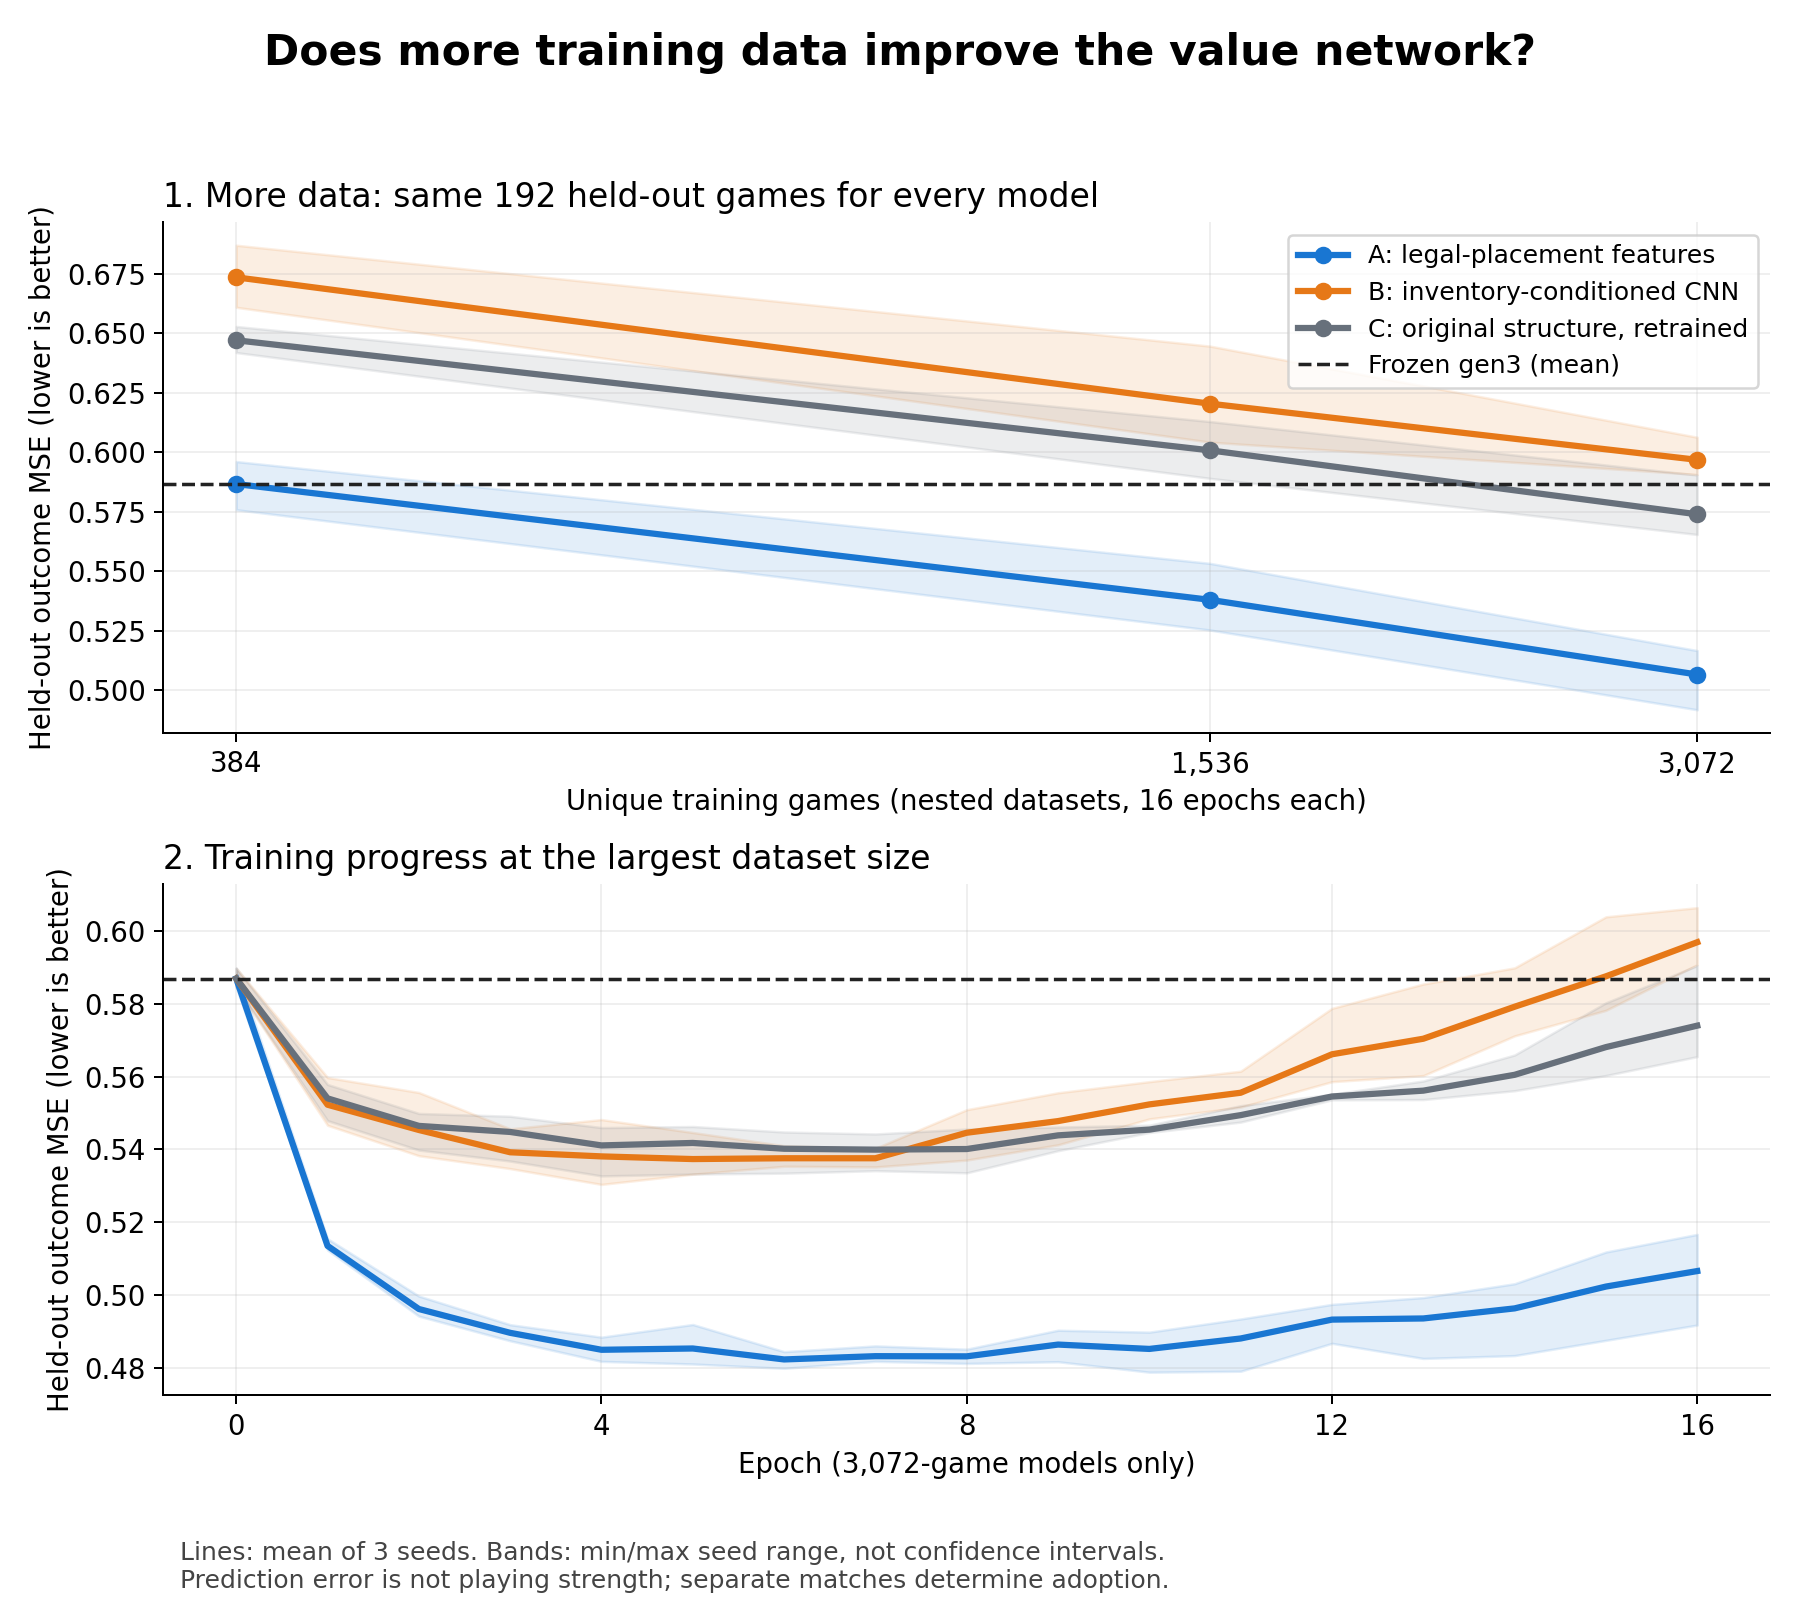 Does more training data improve the value network?
1. More data: same 192 held-out games for every model
Held-out outcome MSE (lower is better)
0.675
0.650
0.625
0.600
0.575
0.550
0.525
0.500
A: legal-placement features
B: inventory-conditioned CNN
C: original structure, retrained
Frozen gen3 (mean)
384
1,536
3,072
Unique training games (nested datasets, 16 epochs each)
2. Training progress at the largest dataset size
Held-out outcome MSE (lower is better)
0.60
0.58
0.56
0.54
0.52
0.50
0.48
0
4
8
12
16
Epoch (3,072-game models only)
Lines: mean of 3 seeds. Bands: min/max seed range, not confidence intervals.
Prediction error is not playing strength; separate matches determine adoption.